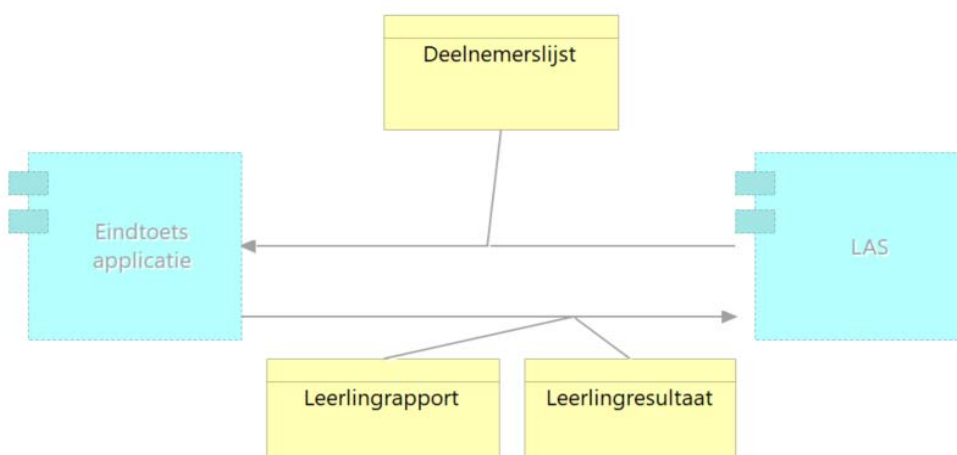 Deelnemerslijst
Eindtoets
applicatie
LAS
Leerlingrapport
Leerlingresultaat